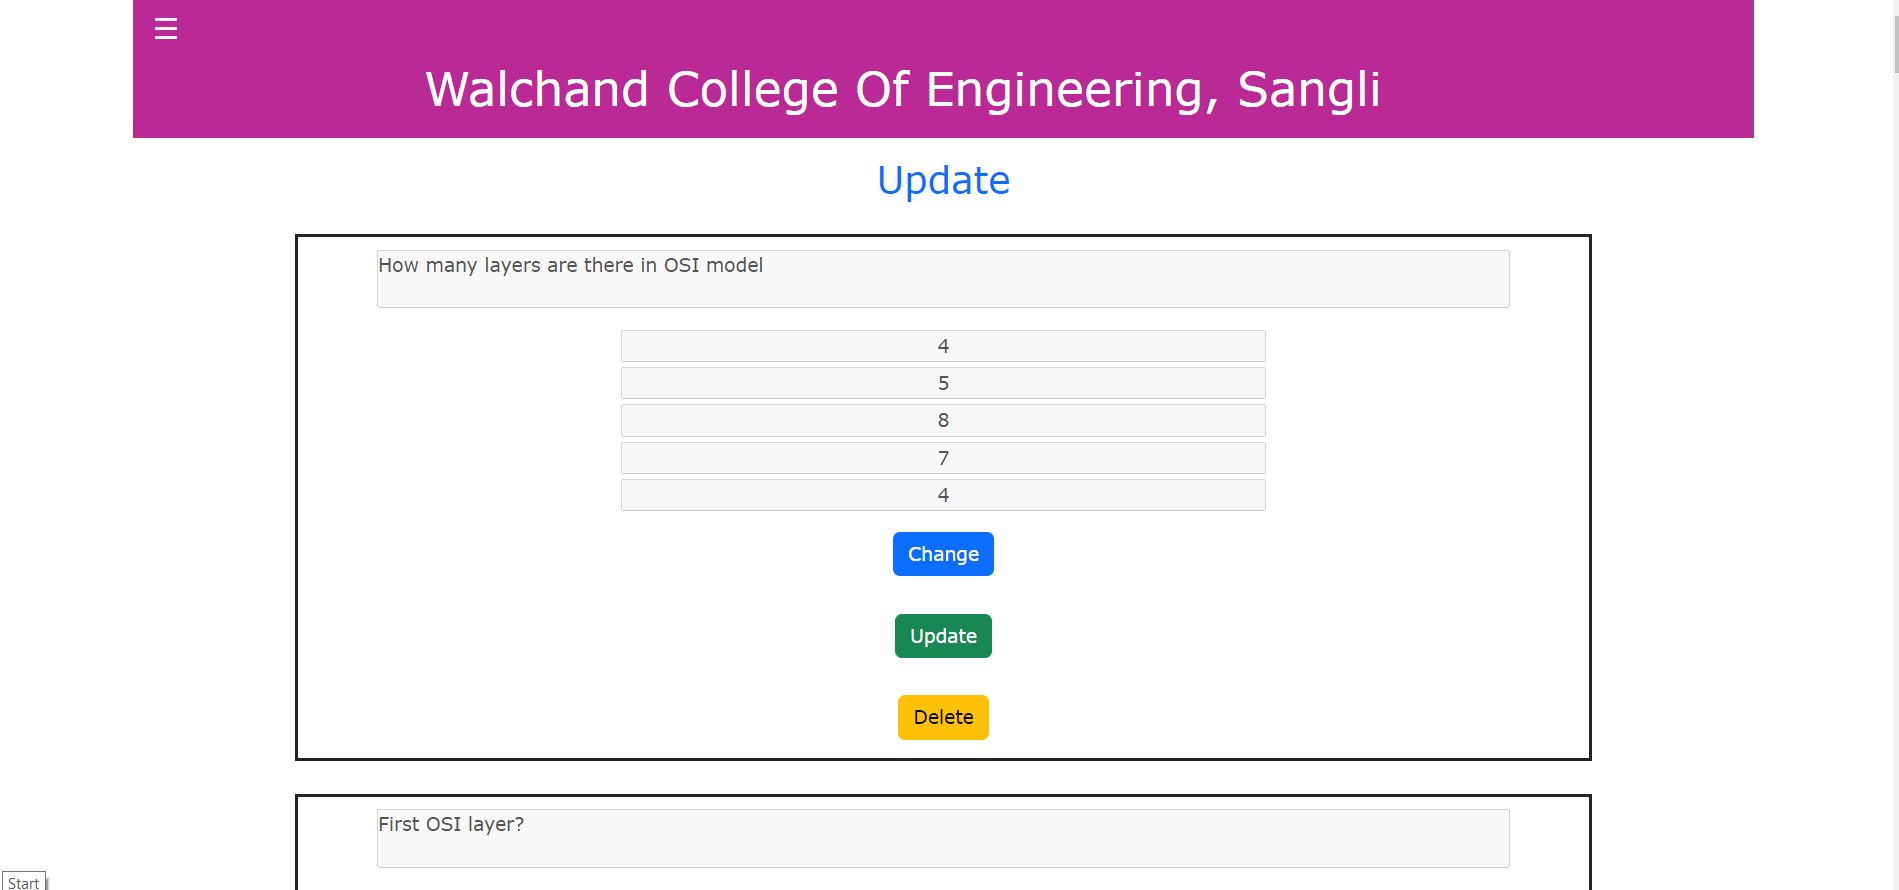 ☰
Walchand College Of Engineering, Sangli
Update
How many layers are there in OSI model
4
5
8
7
4
Change
Update
Delete
First OSI layer?
Start